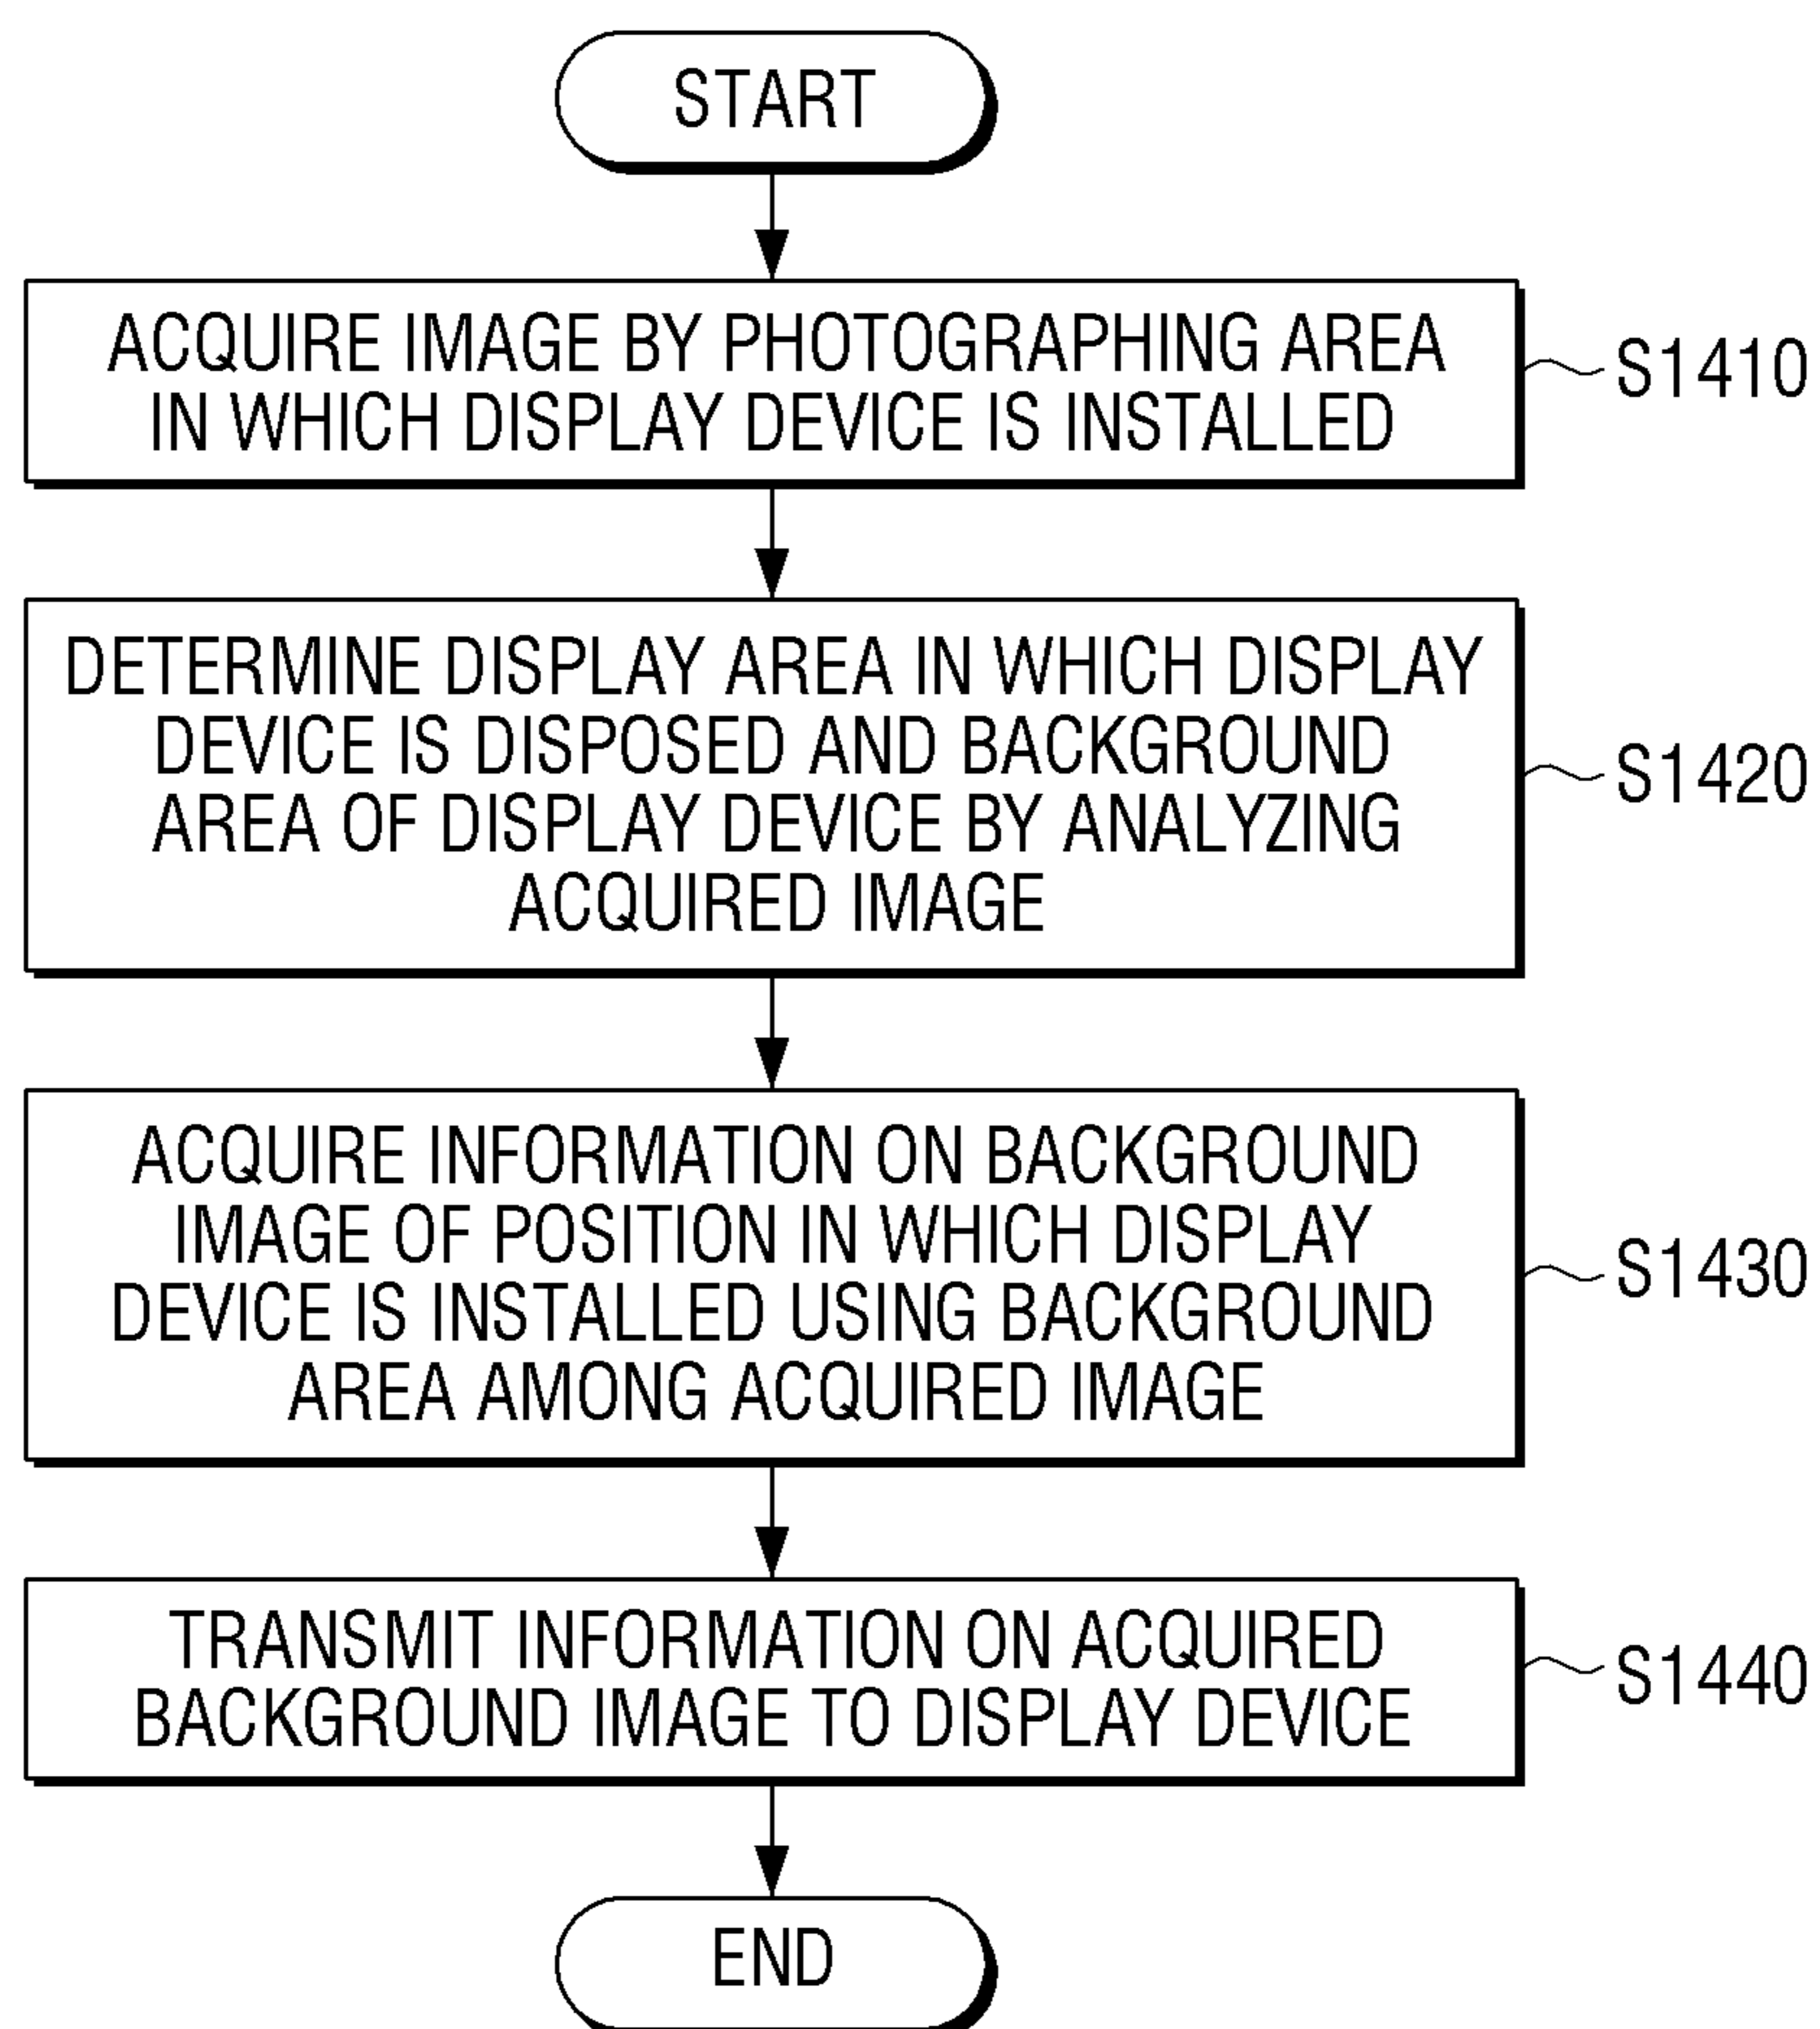 START
ACQUIRE IMAGE BY PHOTOGRAPHING AREA
IN WHICH DISPLAY DEVICE IS INSTALLED
S1410
DETERMINE DISPLAY AREA IN WHICH DISPLAY
DEVICE IS DISPOSED AND BACKGROUND
AREA OF DISPLAY DEVICE BY ANALYZING
ACQUIRED IMAGE
S1420
ACQUIRE INFORMATION ON BACKGROUND
IMAGE OF POSITION IN WHICH DISPLAY
DEVICE IS INSTALLED USING BACKGROUND
AREA AMONG ACQUIRED IMAGE
S1430
TRANSMIT INFORMATION ON ACQUIRED
BACKGROUND IMAGE TO DISPLAY DEVICE
S1440
END